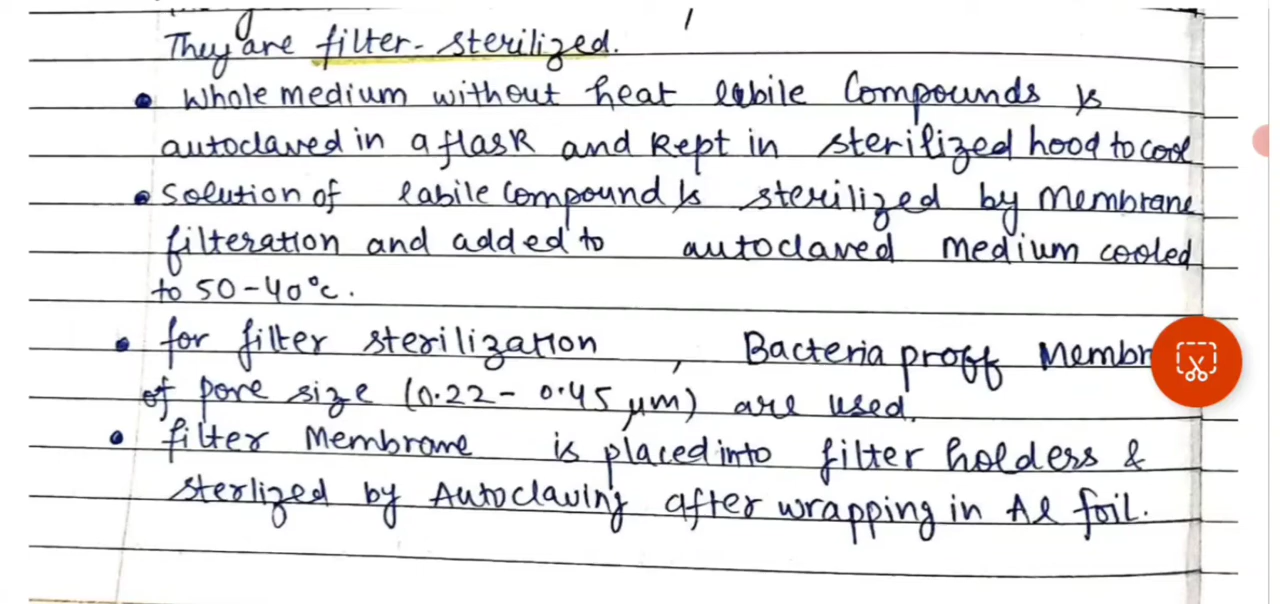 They are filter-sterilized.
• Whole medium without heat labile Compounds is
autoclaved in a flask and kept in sterilized hood to cool
• Solution of labile compound is sterilized by Membrane
filteration and added to autoclaved medium cooled
to 50-40°c.
• for filter sterilization, Bacteria proff Membr
of pore size (0.22- 0.45 μm) are used.
• filter Membrane is placed into filter holders &
sterlized by Autoclaving after wrapping in Al foil.